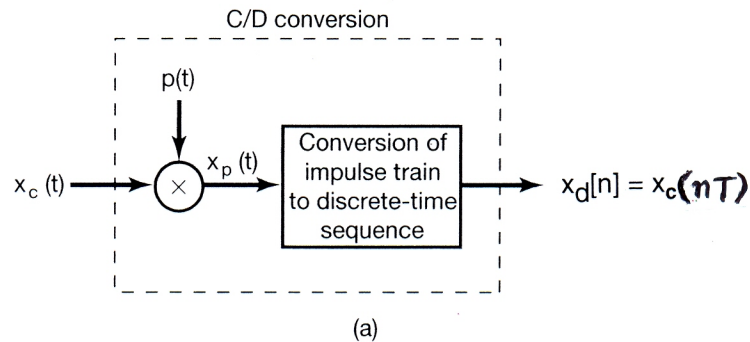 C/D conversion
p(t)
x_c (t)
x_p (t)
Conversion of
impulse train
to discrete-time
sequence
x_d[n] = x_c(nT)
(a)